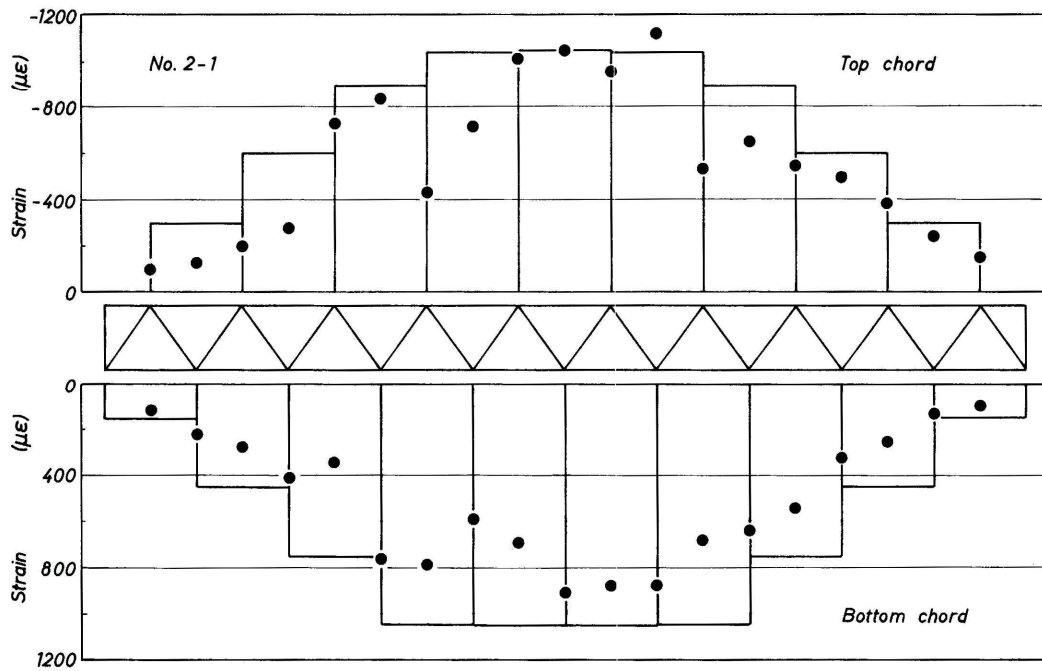 -1200
(µε)
No. 2-1
Top chord
-800
-400
Strain
0
0
(µε)
400
800
Strain
Bottom chord
1200